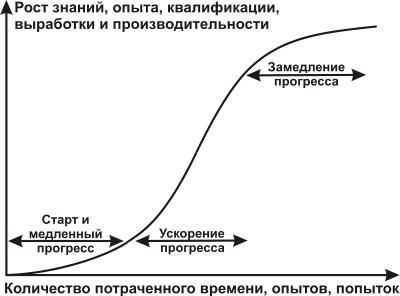 Рост знаний, опыта, квалификации,
выработки и производительности
Замедление
прогресса
Старт и
медленный
прогресс
Ускорение
прогресса
Количество потраченного времени, опытов, попыток